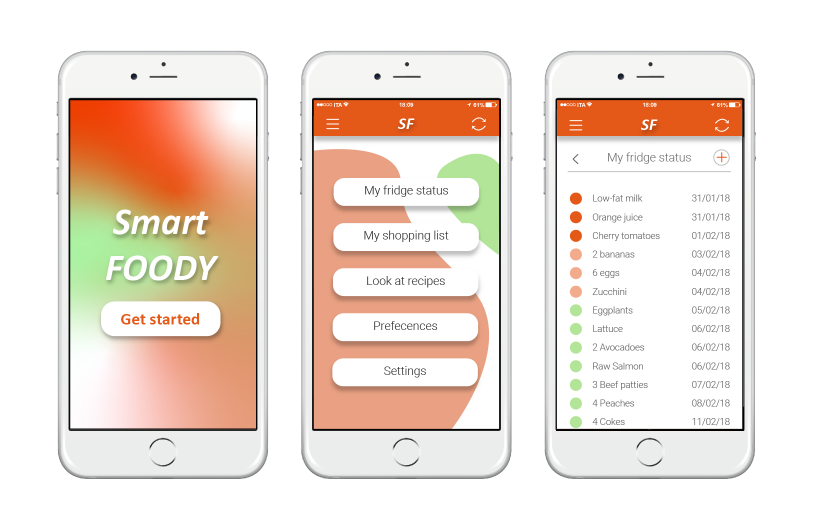 Smart
FOODY
Get started
ITA 18:09 81%
SF
My fridge status
My shopping list
Look at recipes
Prefecences
Settings
ITA 18:09 81%
SF
My fridge status
Low-fat milk 31/01/18
Orange juice 31/01/18
Cherry tomatoes 01/02/18
2 bananas 03/02/18
6 eggs 04/02/18
Zucchini 04/02/18
Eggplants 05/02/18
Lattuce 06/02/18
2 Avocadoes 06/02/18
Raw Salmon 06/02/18
3 Beef patties 07/02/18
4 Peaches 08/02/18
4 Cokes 11/02/18